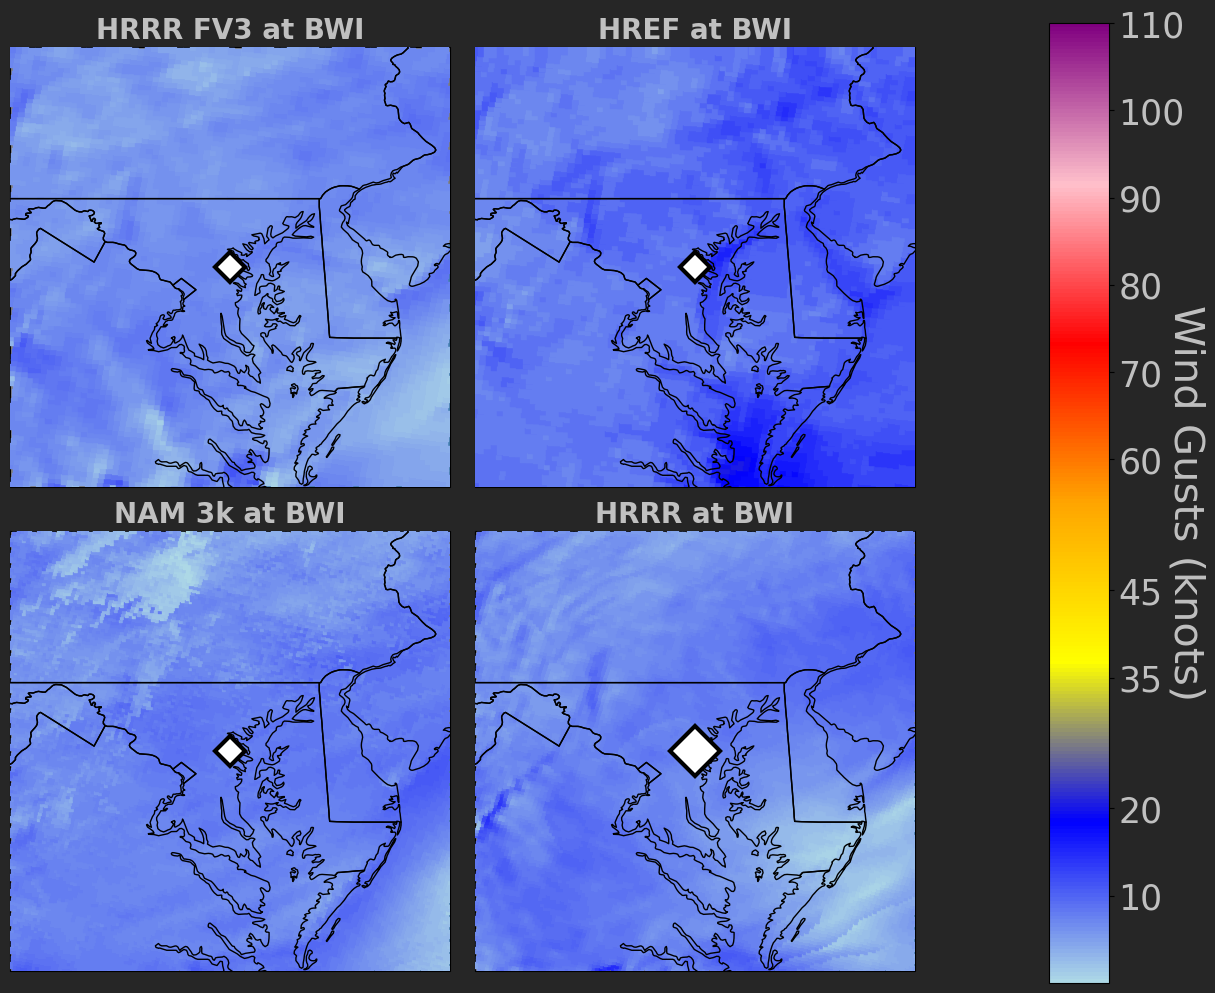 HRRR FV3 at BWI
HREF at BWI
NAM 3k at BWI
HRRR at BWI
110
100
90
80
70
60
45
35
20
10
Wind Gusts (knots)